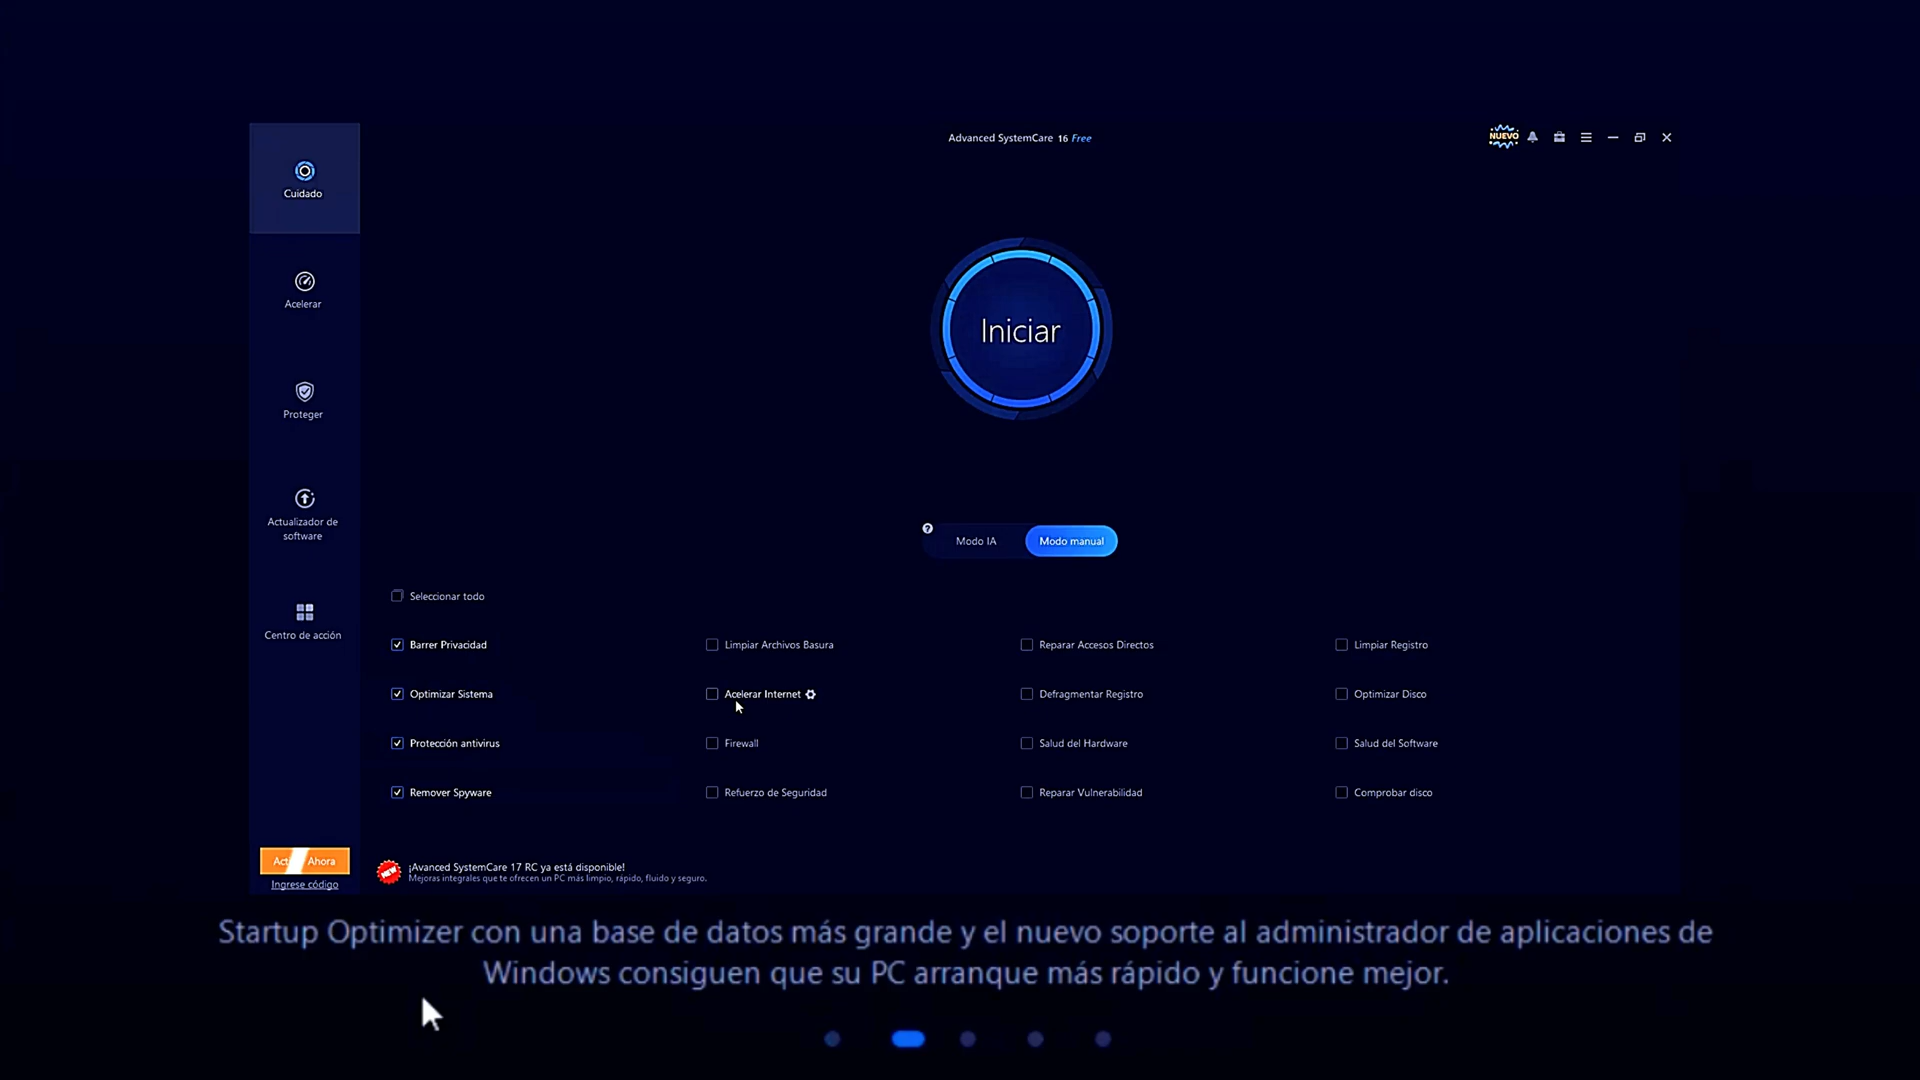 Advanced SystemCare 16 Free
NUEVO
Cuidado
Acelerar
Proteger
Actualizador de
software
Centro de acción
Iniciar
Modo IA
Modo manual
Seleccionar todo
Barrer Privacidad
Limpiar Archivos Basura
Reparar Accesos Directos
Limpiar Registro
Optimizar Sistema
Acelerar Internet
Defragmentar Registro
Optimizar Disco
Protección antivirus
Firewall
Salud del Hardware
Salud del Software
Remover Spyware
Refuerzo de Seguridad
Reparar Vulnerabilidad
Comprobar disco
Ahora
Ingrese código
NEW
¡Avanced SystemCare 17 RC ya está disponible!
Mejoras integrales que te ofrecen un PC más limpio, rápido, fluido y seguro.
Startup Optimizer con una base de datos más grande y el nuevo soporte al administrador de aplicaciones de
Windows consiguen que su PC arranque más rápido y funcione mejor.